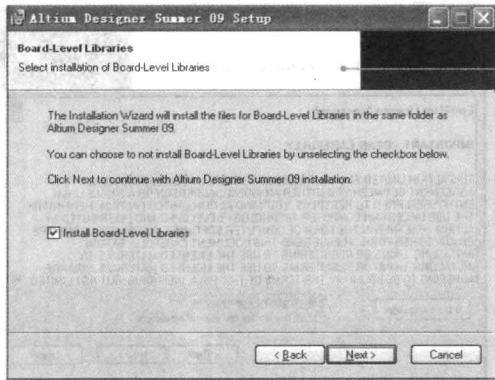 Altium Designer Summer 09 Setup
Board-Level Libraries
Select installation of Board-Level Libraries
The Installation Wizard will install the files for Board-Level Libraries in the same folder as
Altium Designer Summer 09.
You can choose to not install Board-Level Libraries by unselecting the checkbox below.
Click Next to continue with Altium Designer Summer 09 installation.
Install Board-Level Libraries
< Back
Next >
Cancel